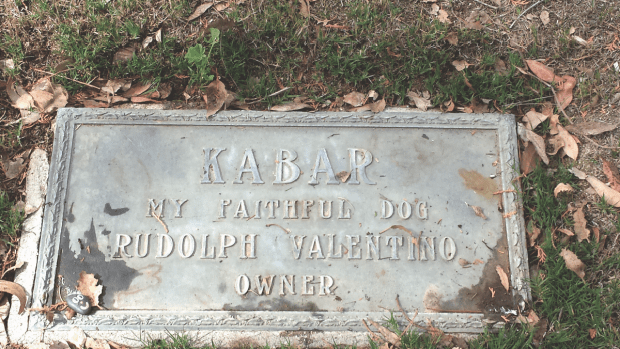 KABAR
MY FAITHFUL DOG
RUDOLPH VALENTINO
OWNER